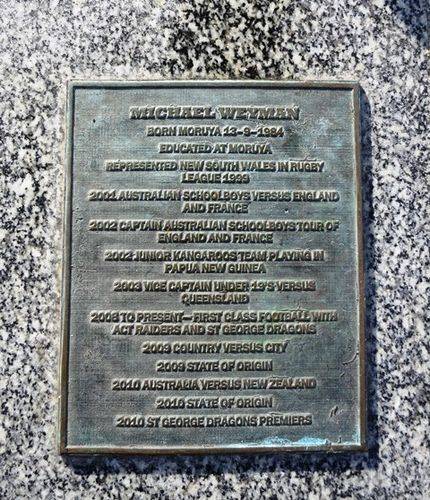 MICHAEL WEYMAN
BORN MORUYA 13-9-1984
EDUCATED AT MORUYA
REPRESENTED NEW SOUTH WALES IN RUGBY
LEAGUE 1999
2001 AUSTRALIAN SCHOOLBOYS VERSUS ENGLAND
AND FRANCE
2002 CAPTAIN AUSTRALIAN SCHOOLBOYS TOUR OF
ENGLAND AND FRANCE
2002 JUNIOR KANGAROOS TEAM PLAYING IN
PAPUA NEW GUINEA
2003 VICE CAPTAIN UNDER 19'S VERSUS
QUEENSLAND
TO PRESENT—FIRST CLASS FOOTBALL WITH
ACT RAIDERS AND ST GEORGE DRAGONS
2009 COUNTRY VERSUS CITY
2009 STATE OF ORIGIN
2010 AUSTRALIA VERSUS NEW ZEALAND
2010 STATE OF ORIGIN
2010 ST GEORGE DRAGONS PREMIERS